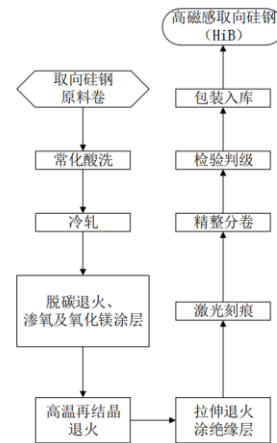 取向硅钢
原料卷
常化酸洗
冷轧
脱碳退火、
渗氧及氧化镁涂层
高温再结晶
退火
拉伸退火
涂绝缘层
激光刻痕
精整分卷
检验判级
包装入库
高磁感取向硅钢
（HiB）